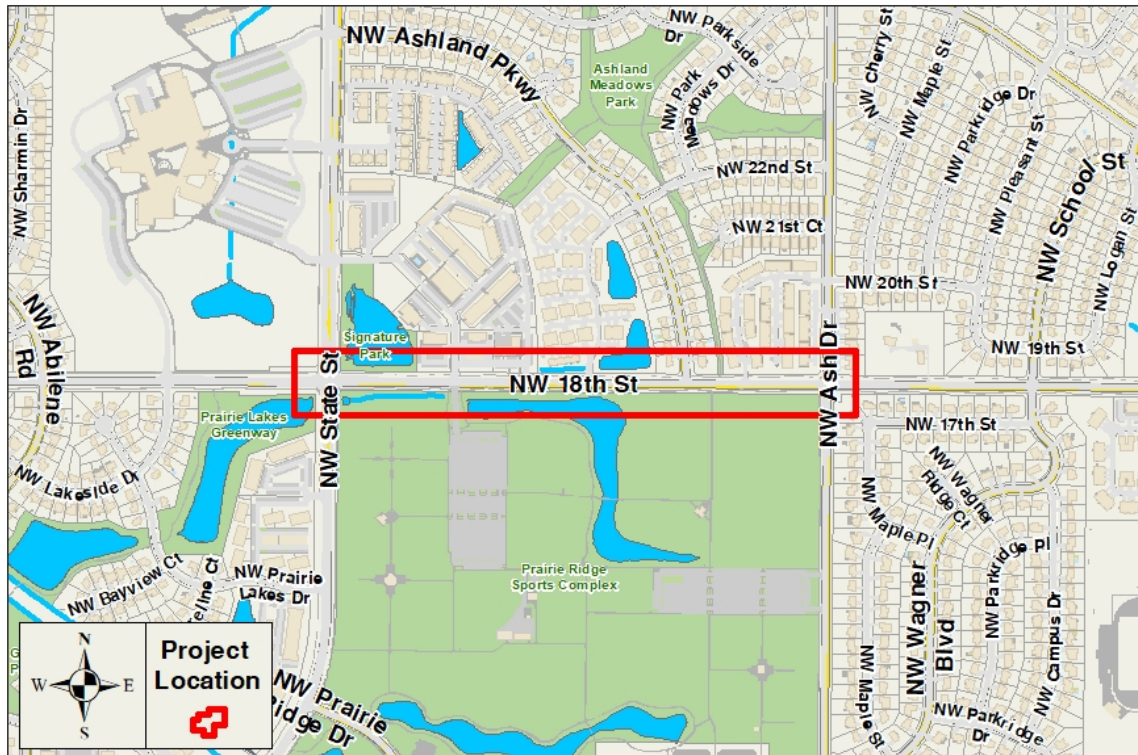 NW Parkside
Dr
NW Ashland Pkwy
Ashland
Meadows
Park
NW Park
Meadows Dr
NW Cherry St
NW Maple St
NW Parkridge Dr
NW Pleasant St
NW School St
NW Logan St
NW Sharmin Dr
NW 22nd St
NW 21st Ct
NW 20th St
NW 19th St
NW Abilene
Rd
Signature
Park
NW State St
NW 18th St
NW Ash Dr
Prairie Lakes
Greenway
NW 17th St
NW Lakeside Dr
NW Wagner
Ridge Ct
NW Maple Pl
NW Bayview Ct
NW Prairie
Lakes Dr
Prairie Ridge
Sports Complex
NW Parkridge Pl
NW Wagner
Blvd
NW Campus Dr
NW Maple St
NW Prairie
Ridge Dr
NW Parkridge
Dr
N
W
E
S
Project
Location